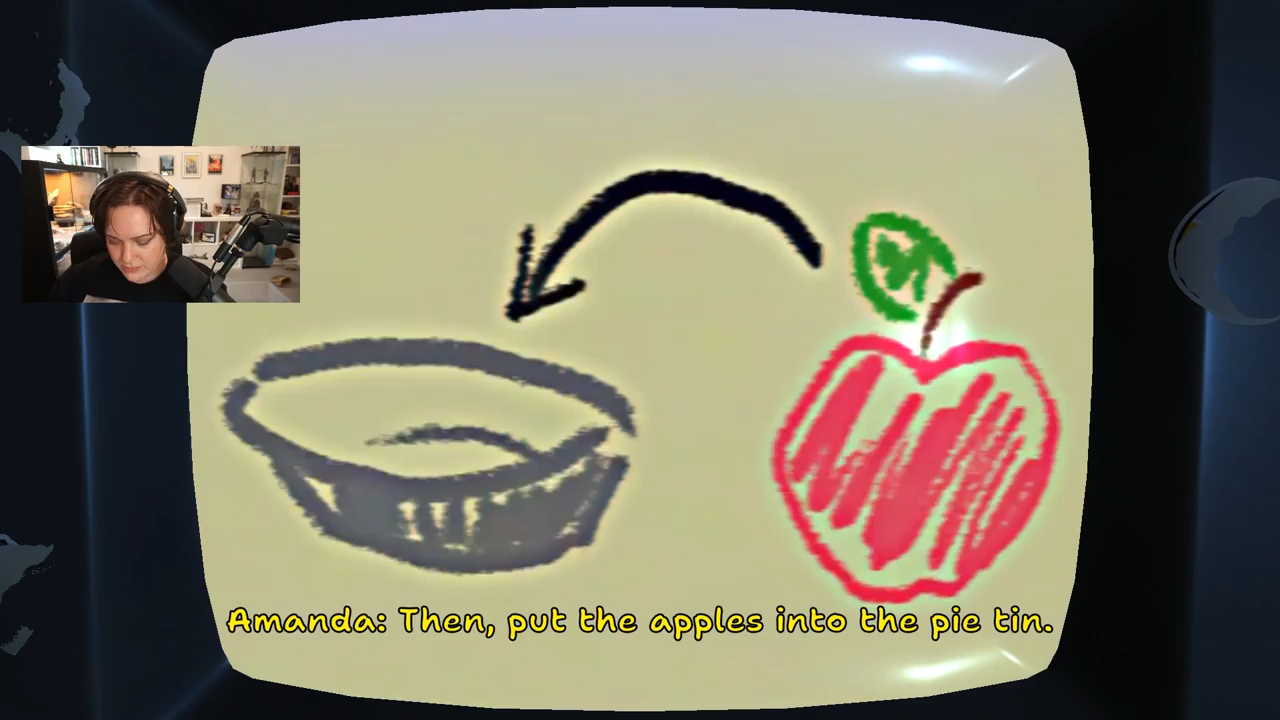 Amanda: Then, put the apples into the pie tin.